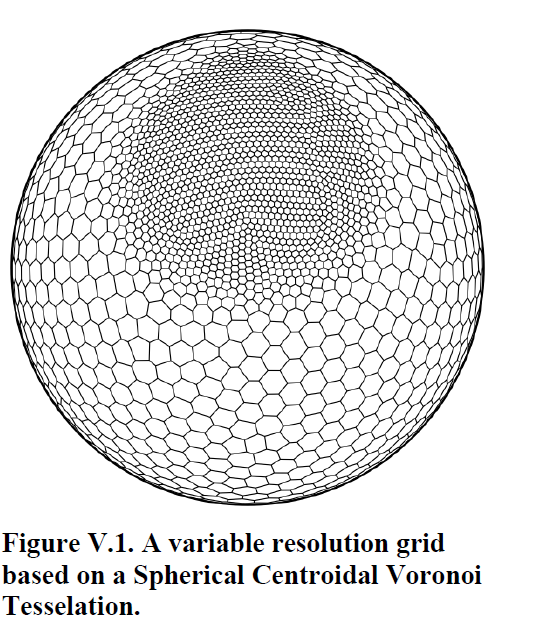 Figure V.1. A variable resolution grid
based on a Spherical Centroidal Voronoi
Tesselation.